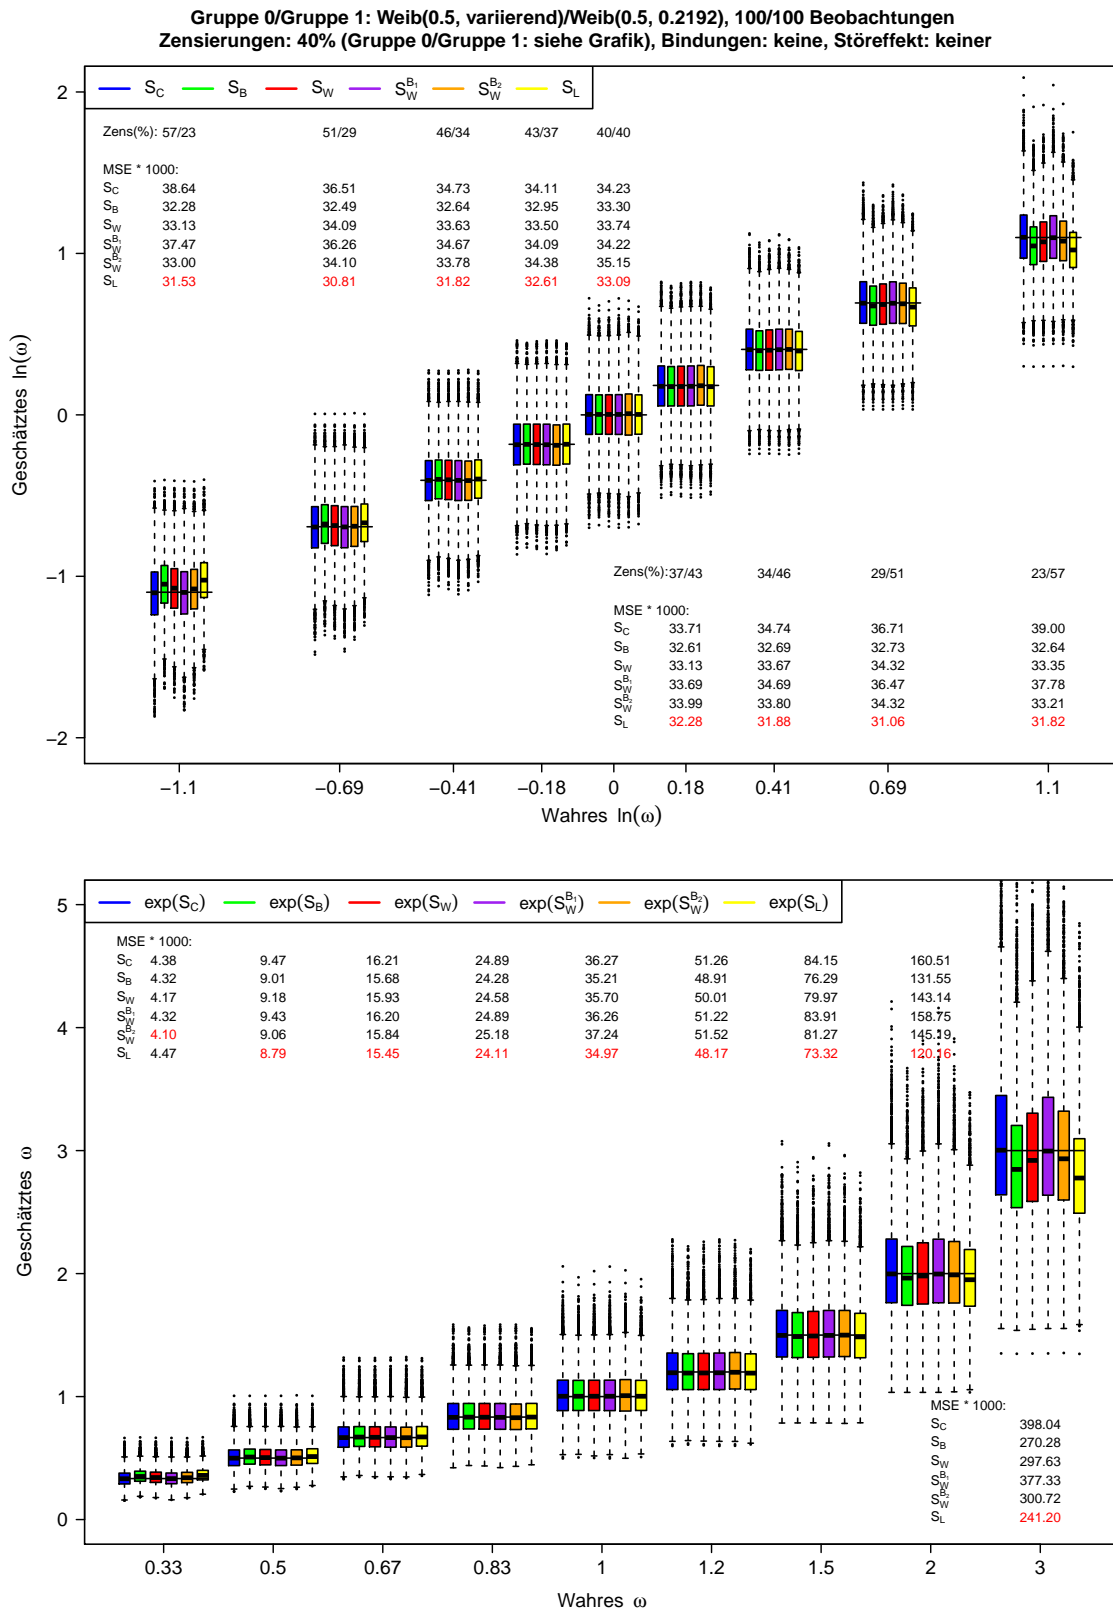 Gruppe 0/Gruppe 1: Weib(0.5, variierend)/Weib(0.5, 0.2192), 100/100 Beobachtungen
Zensierungen: 40% (Gruppe 0/Gruppe 1: siehe Grafik), Bindungen: keine, Störeffekt: keiner
S_C S_B S_W S_W^{B_1} S_W^{B_2} S_L
Zens(%): 57/23 51/29 46/34 43/37 40/40
MSE * 1000:
S_C 38.64 36.51 34.73 34.11 34.23
S_B 32.28 32.49 32.64 32.95 33.30
S_W 33.13 34.09 33.63 33.50 33.74
S_W^{B_1} 37.47 36.26 34.67 34.09 34.22
S_W^{B_2} 33.00 34.10 33.78 34.38 35.15
S_L 31.53 30.81 31.82 32.61 33.09
Zens(%): 37/43 34/46 29/51 23/57
MSE * 1000:
S_C 33.71 34.74 36.71 39.00
S_B 32.61 32.69 32.73 32.64
S_W 33.13 33.67 34.32 33.35
S_W^{B_1} 33.69 34.69 36.47 37.78
S_W^{B_2} 33.99 33.80 34.32 33.21
S_L 32.28 31.88 31.06 31.82
2
1
0
−1
−2
Geschätztes ln(ω)
−1.1 −0.69 −0.41 −0.18 0 0.18 0.41 0.69 1.1
Wahres ln(ω)
exp(S_C) exp(S_B) exp(S_W) exp(S_W^{B_1}) exp(S_W^{B_2}) exp(S_L)
MSE * 1000:
S_C 4.38 9.47 16.21 24.89 36.27 51.26 84.15 160.51
S_B 4.32 9.01 15.68 24.28 35.21 48.91 76.29 131.55
S_W 4.17 9.18 15.93 24.58 35.70 50.01 79.97 143.14
S_W^{B_1} 4.32 9.43 16.20 24.89 36.26 51.22 83.91 158.75
S_W^{B_2} 4.10 9.06 15.84 25.18 37.24 51.52 81.27 145.19
S_L 4.47 8.79 15.45 24.11 34.97 48.17 73.32 120.16
MSE * 1000:
S_C 398.04
S_B 270.28
S_W 297.63
S_W^{B_1} 377.33
S_W^{B_2} 300.72
S_L 241.20
5
4
3
2
1
0
Geschätztes ω
0.33 0.5 0.67 0.83 1 1.2 1.5 2 3
Wahres ω